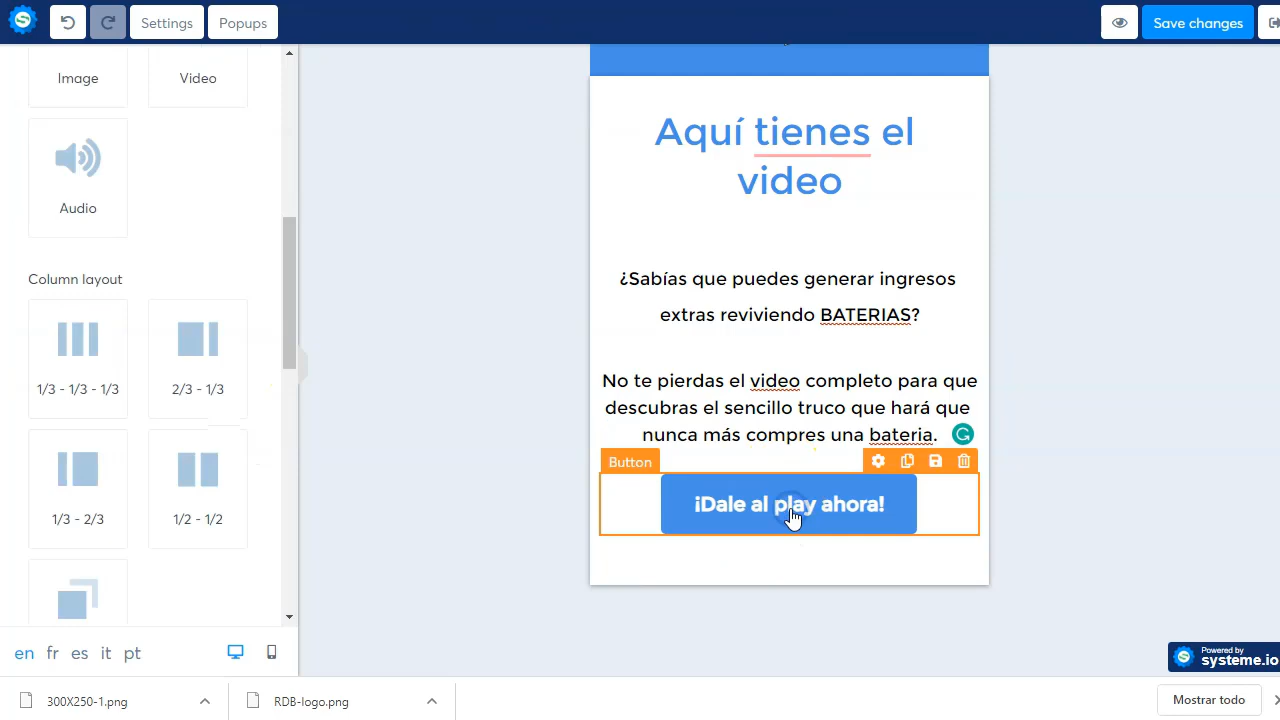 Settings
Popups
Save changes
Image
Video
Audio
Column layout
1/3 - 1/3 - 1/3
2/3 - 1/3
1/3 - 2/3
1/2 - 1/2
en fr es it pt
Aquí tienes el
video
¿Sabías que puedes generar ingresos
extras reviviendo BATERIAS?
No te pierdas el video completo para que
descubras el sencillo truco que hará que
nunca más compres una bateria.
Button
¡Dale al play ahora!
Powered by
systeme.io
300X250-1.png
RDB-logo.png
Mostrar todo